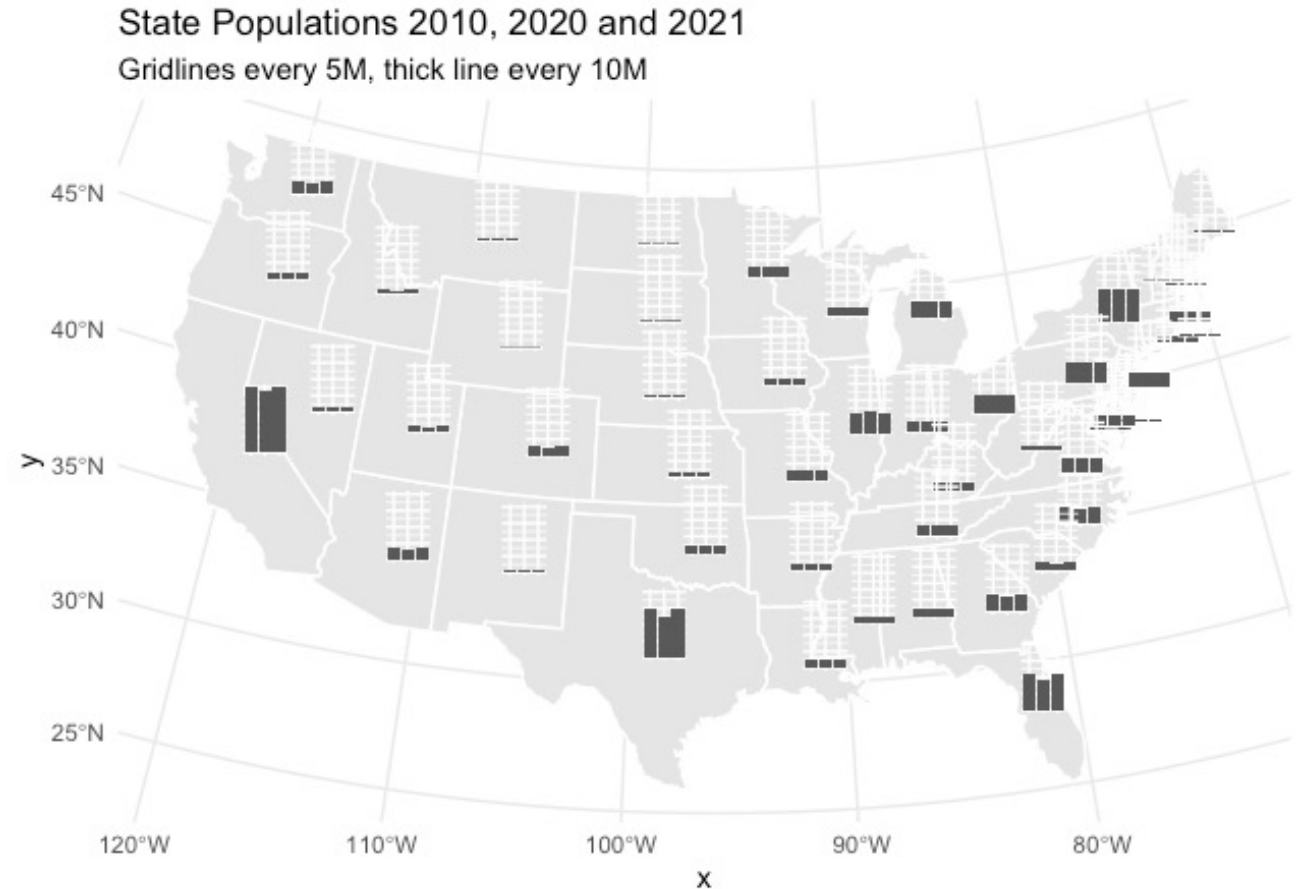 State Populations 2010, 2020 and 2021
Gridlines every 5M, thick line every 10M
45°N
40°N
35°N
30°N
25°N
y
120°W
110°W
100°W
90°W
80°W
x